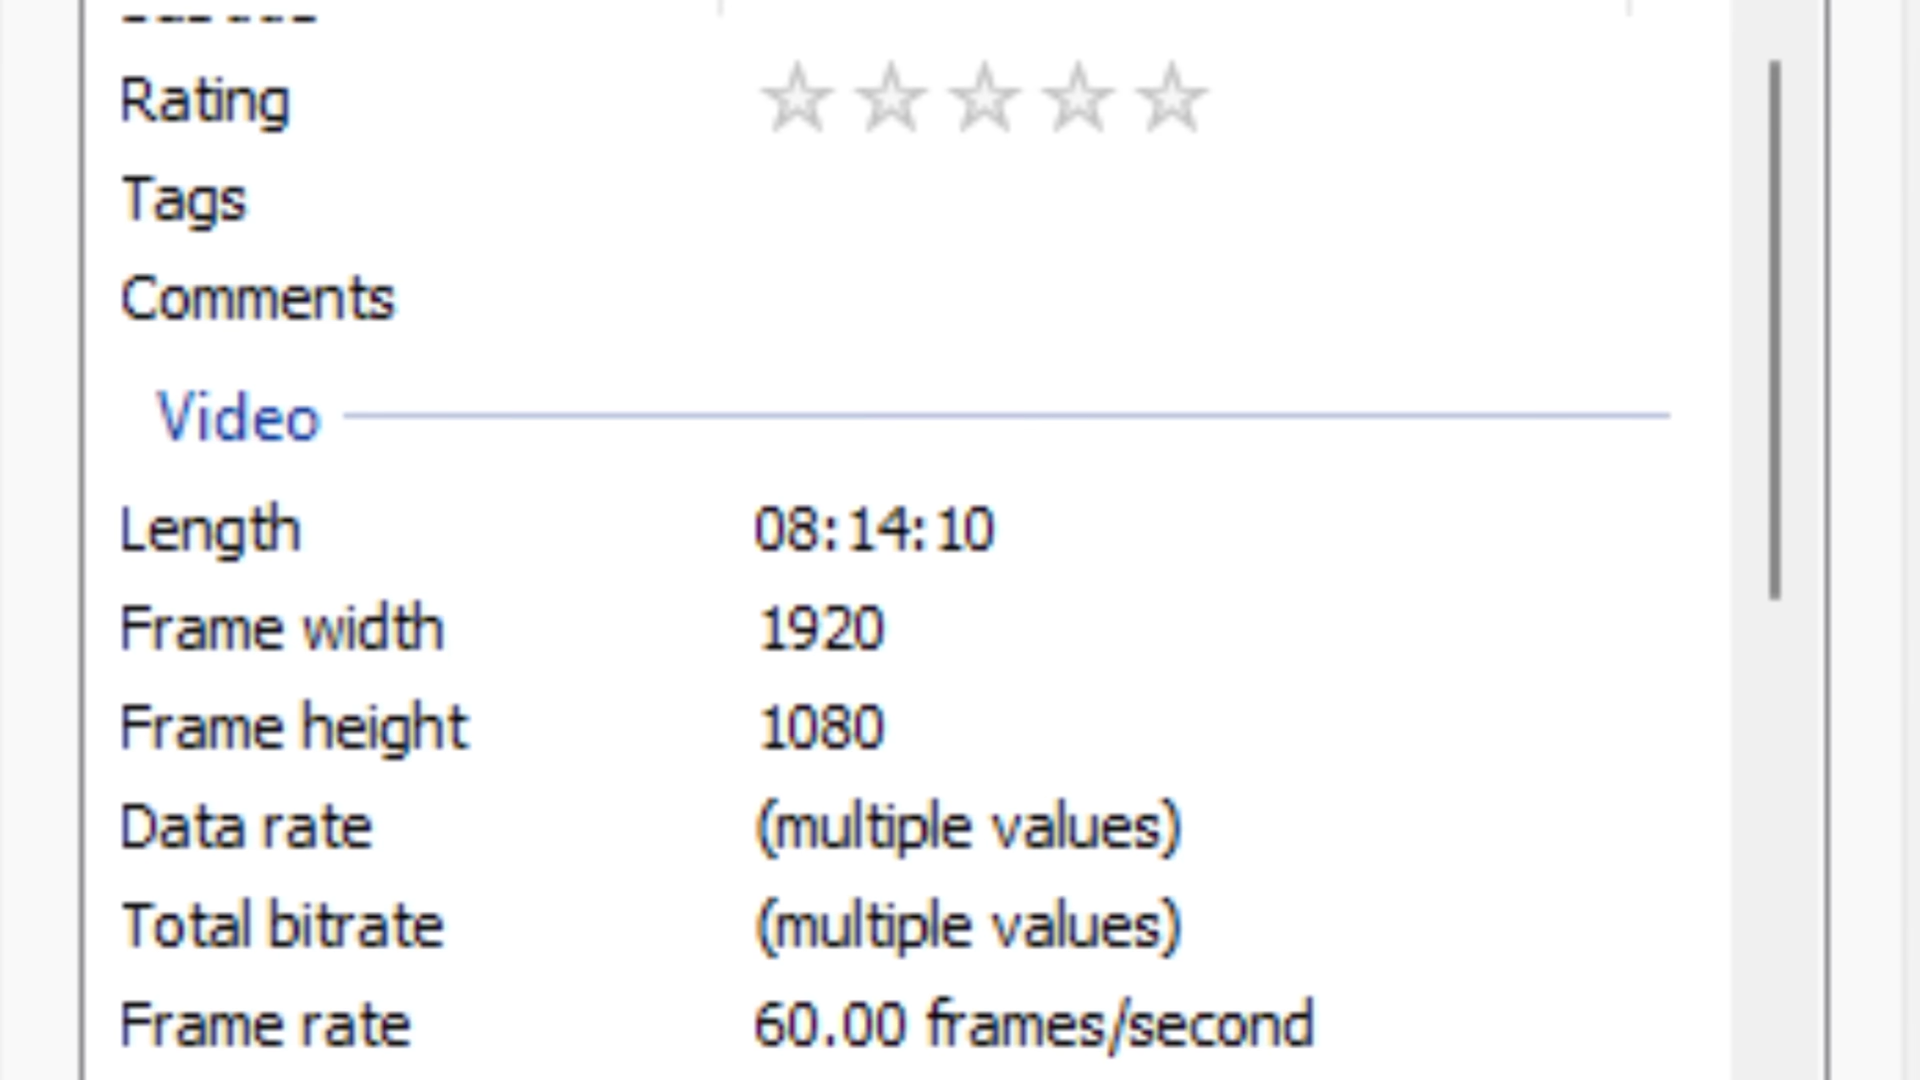 Rating
Tags
Comments
Video
Length 08:14:10
Frame width 1920
Frame height 1080
Data rate (multiple values)
Total bitrate (multiple values)
Frame rate 60.00 frames/second